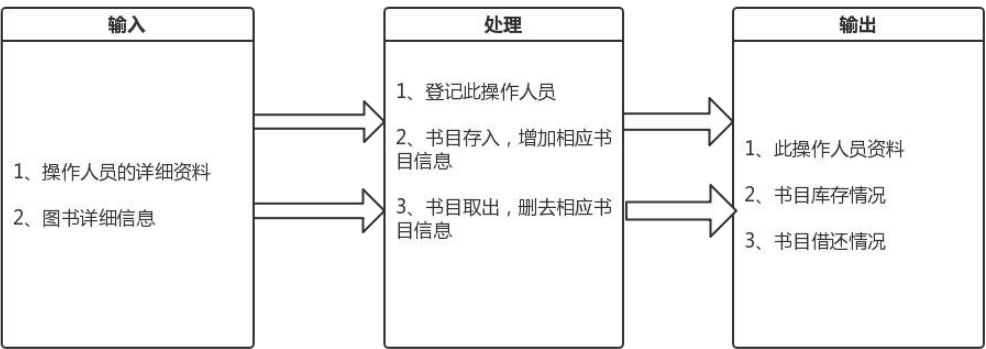 输入
1、操作人员的详细资料
2、图书详细信息
处理
1、登记此操作人员
2、书目存入，增加相应书
目信息
3、书目取出，删去相应书
目信息
输出
1、此操作人员资料
2、书目库存情况
3、书目借还情况